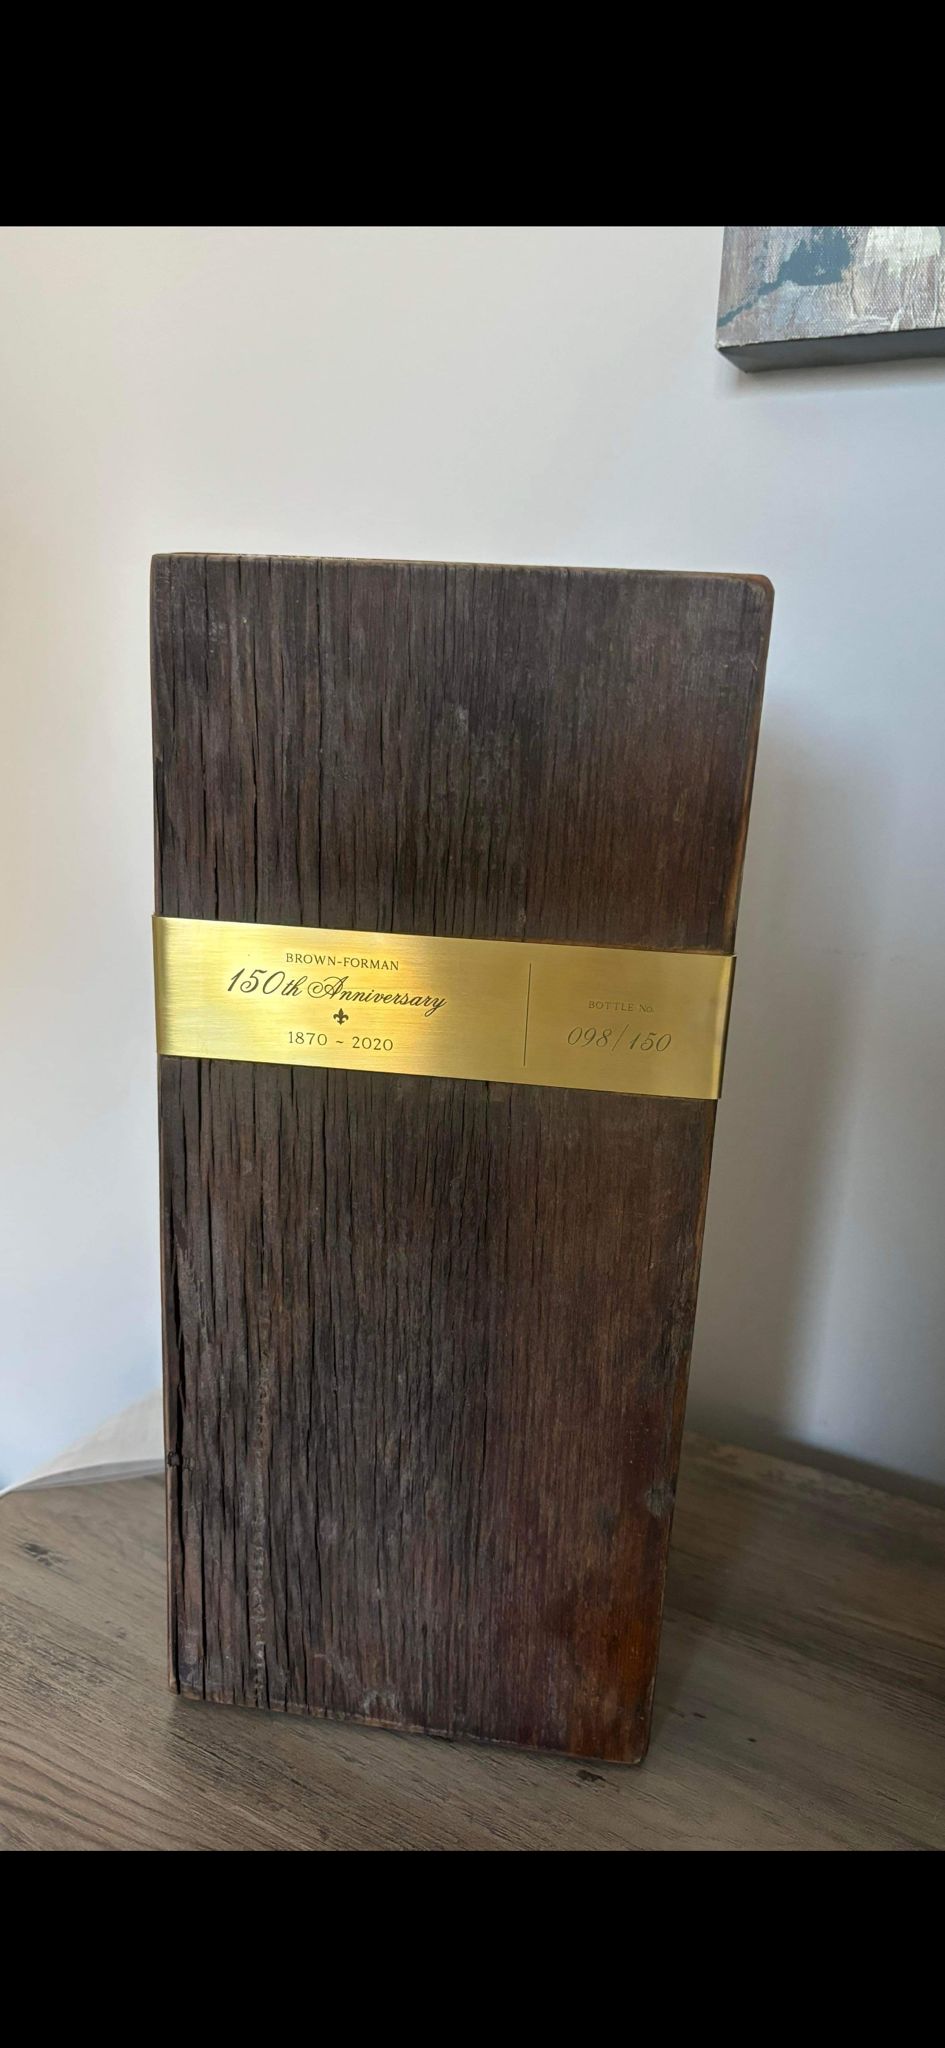 BROWN-FORMAN
150th Anniversary
1870 ~ 2020
BOTTLE No.
098/150